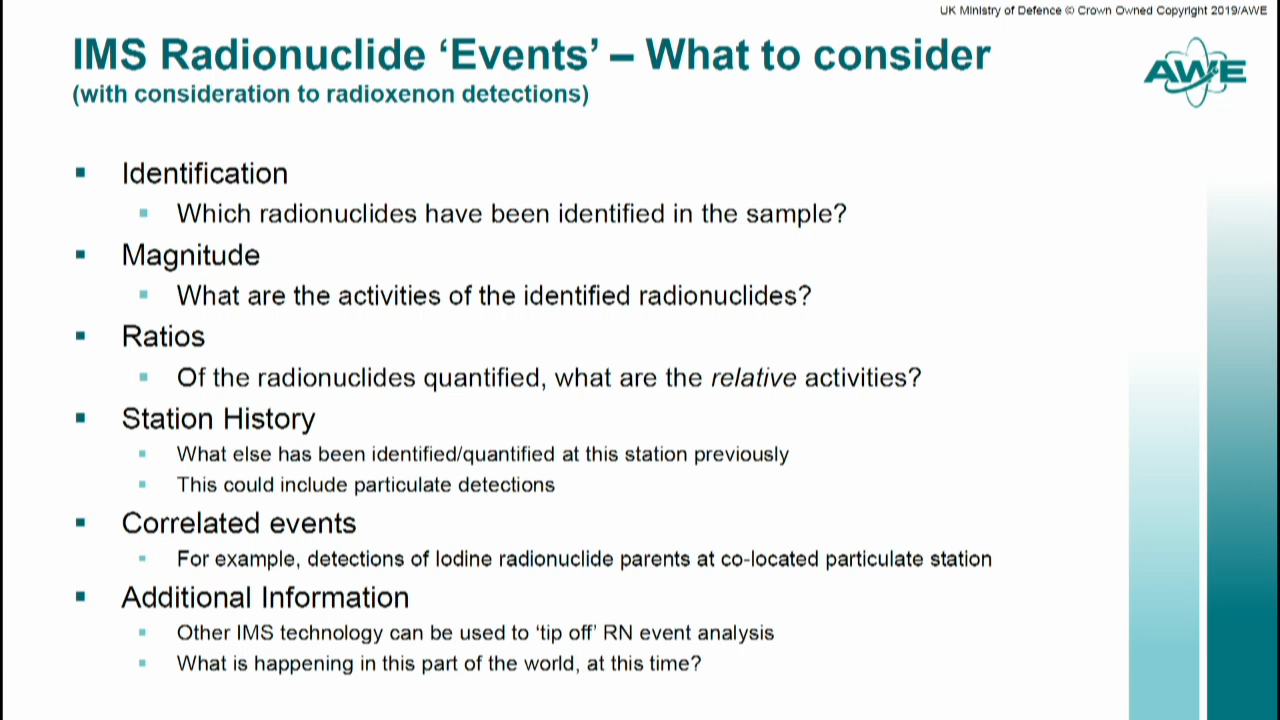 UK Ministry of Defence © Crown Owned Copyright 2019/AWE
IMS Radionuclide ‘Events’ – What to consider
(with consideration to radioxenon detections)
AWE
Identification
Which radionuclides have been identified in the sample?
Magnitude
What are the activities of the identified radionuclides?
Ratios
Of the radionuclides quantified, what are the relative activities?
Station History
What else has been identified/quantified at this station previously
This could include particulate detections
Correlated events
For example, detections of Iodine radionuclide parents at co-located particulate station
Additional Information
Other IMS technology can be used to ‘tip off’ RN event analysis
What is happening in this part of the world, at this time?